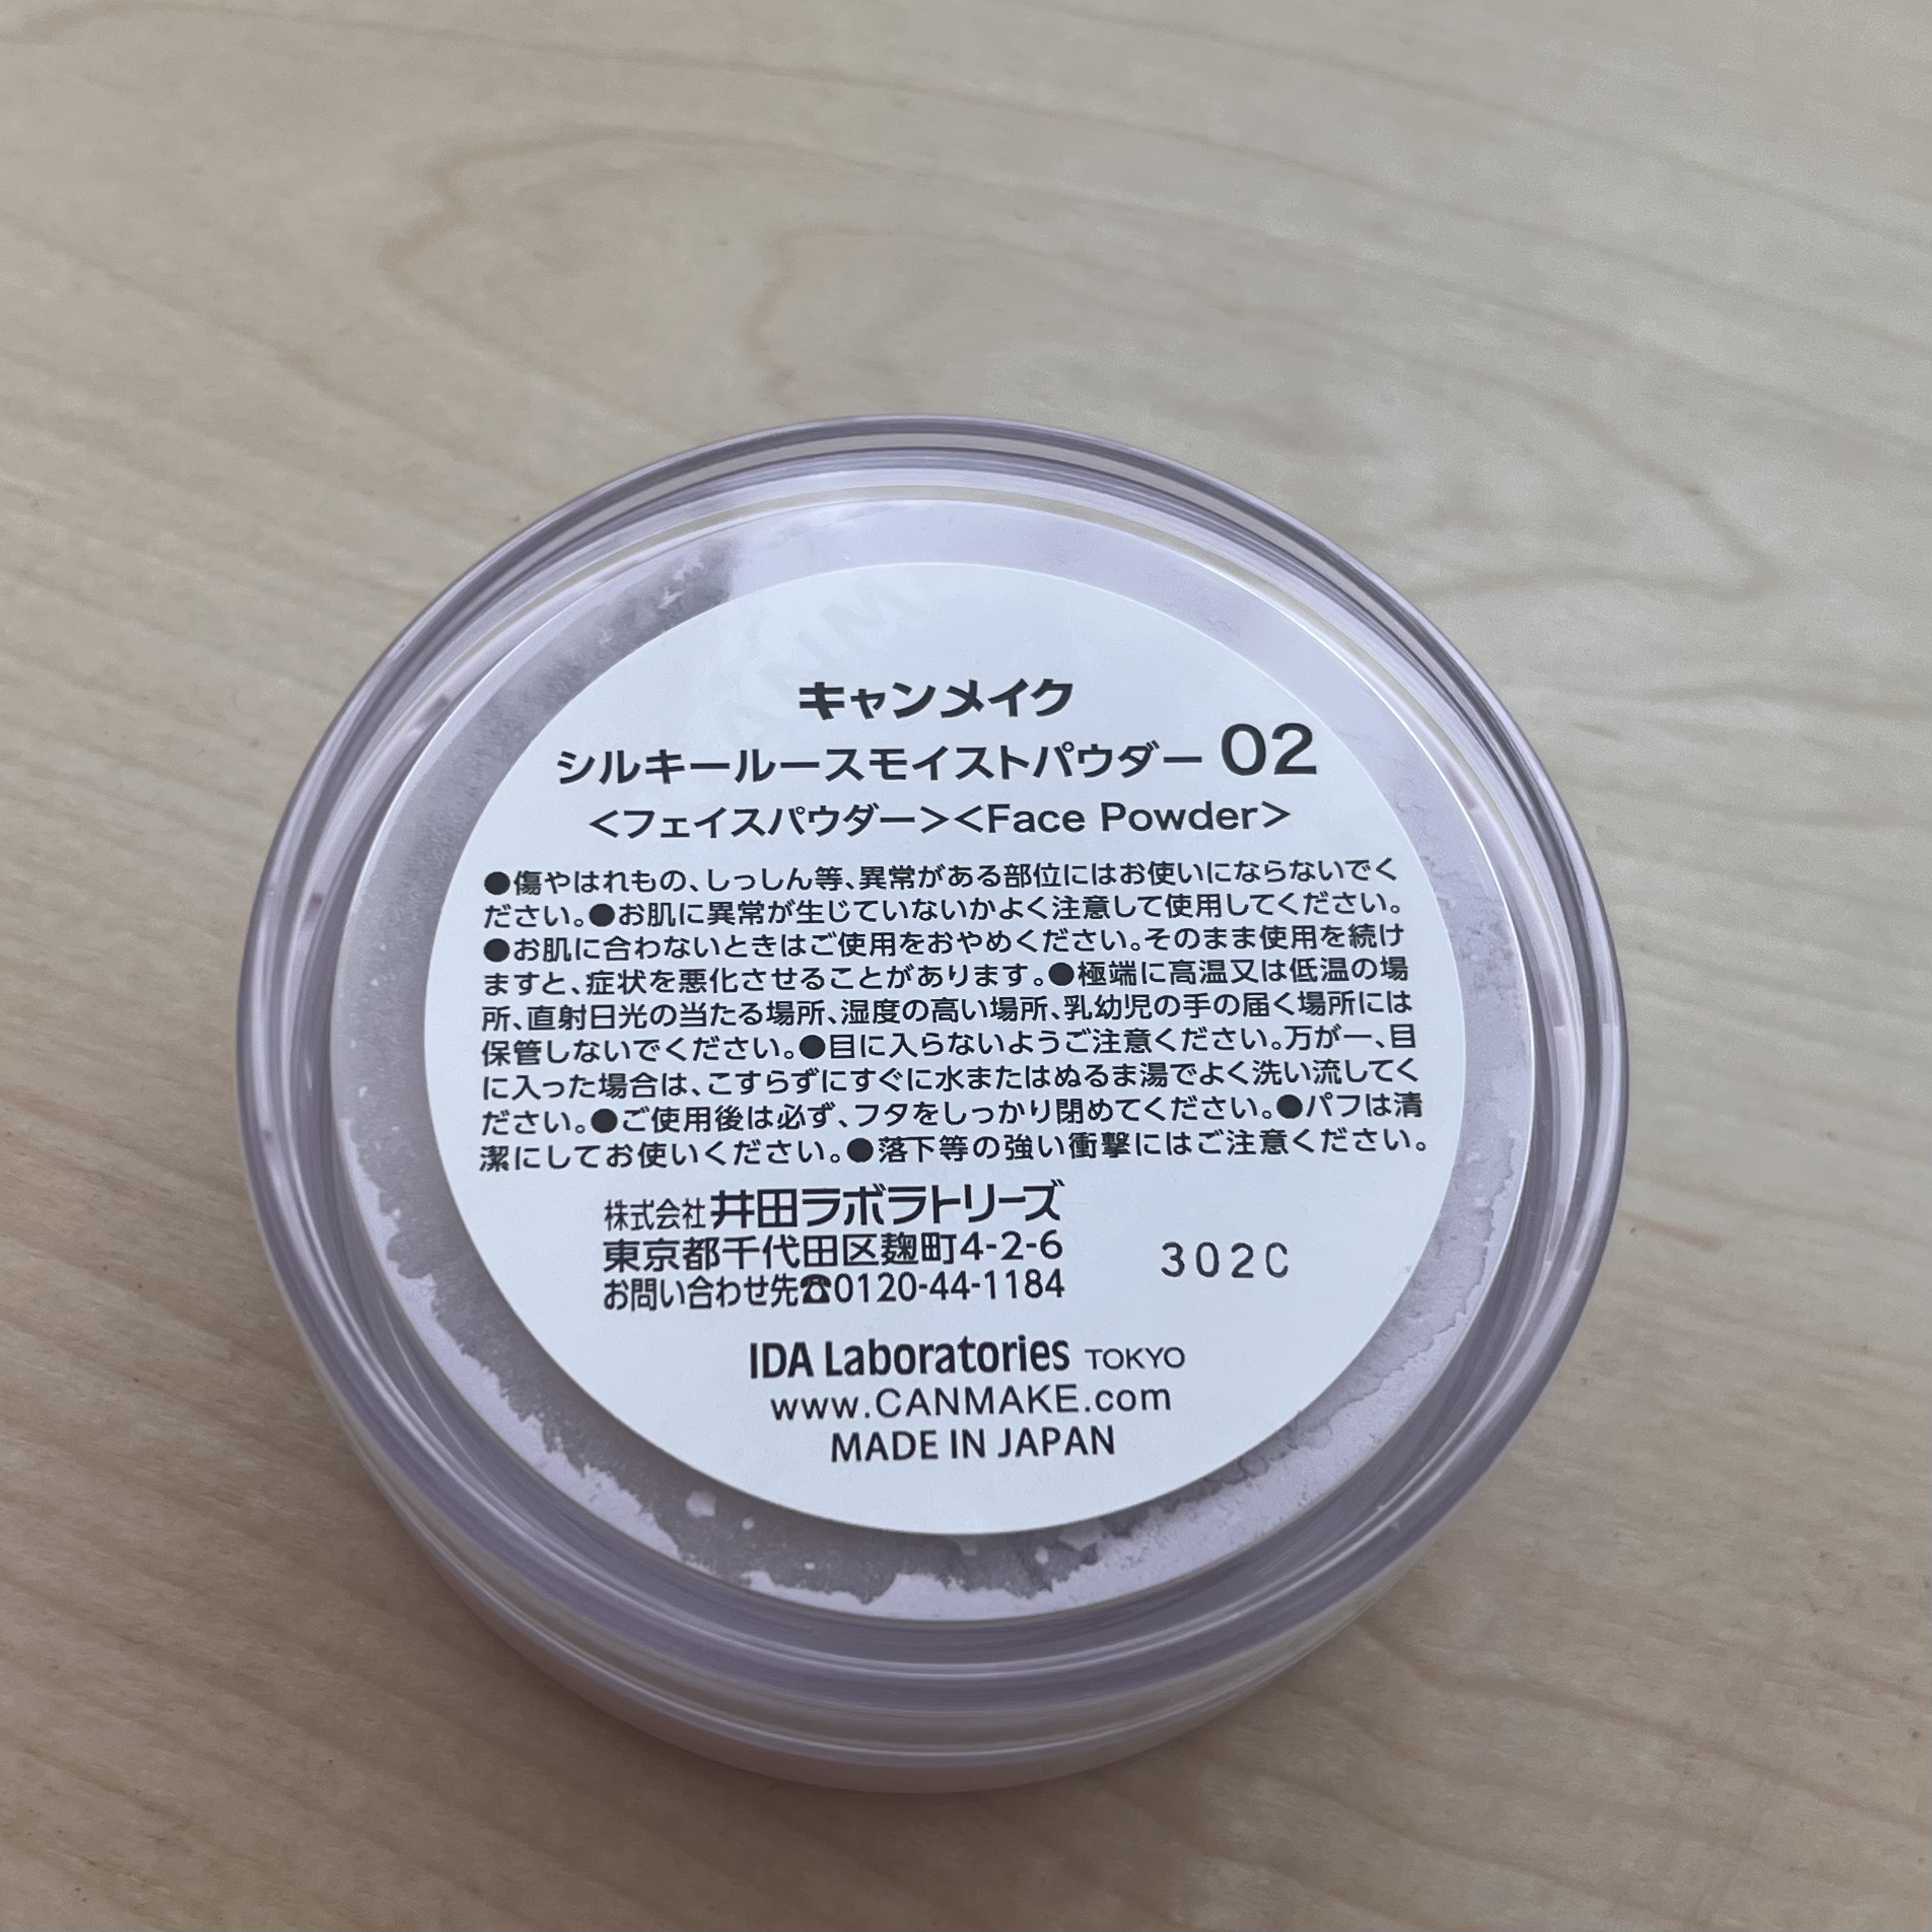 キャンメイク
シルキールースモイストパウダー 02
<フェイスパウダー><Face Powder>
●傷やはれもの、しっしん等、異常がある部位にはお使いにならないでく
ださい。●お肌に異常が生じていないかよく注意して使用してください。
●お肌に合わないときはご使用をおやめください。そのまま使用を続け
ますと、症状を悪化させることがあります。●極端に高温又は低温の場
所、直射日光の当たる場所、湿度の高い場所、乳幼児の手の届く場所には
保管しないでください。●目に入らないようご注意ください。万が一、目
に入った場合は、こすらずにすぐに水またはぬるま湯でよく洗い流してく
ださい。●ご使用後は必ず、フタをしっかり閉めてください。●パフは清
潔にしてお使いください。●落下等の強い衝撃にはご注意ください。
株式会社 井田ラボラトリーズ
東京都千代田区麹町4-2-6
お問い合わせ先☎0120-44-1184
302C
IDA Laboratories TOKYO
www.CANMAKE.com
MADE IN JAPAN